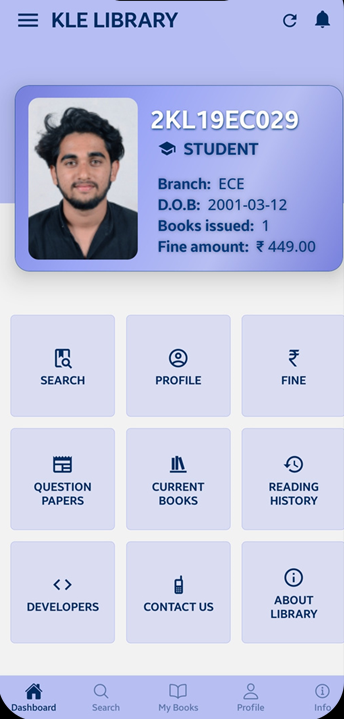 KLE LIBRARY
2KL19EC029
STUDENT
Branch: ECE
D.O.B: 2001-03-12
Books issued: 1
Fine amount: ₹ 449.00
SEARCH
PROFILE
FINE
QUESTION
PAPERS
CURRENT
BOOKS
READING
HISTORY
DEVELOPERS
CONTACT US
ABOUT
LIBRARY
Dashboard
Search
My Books
Profile
Info